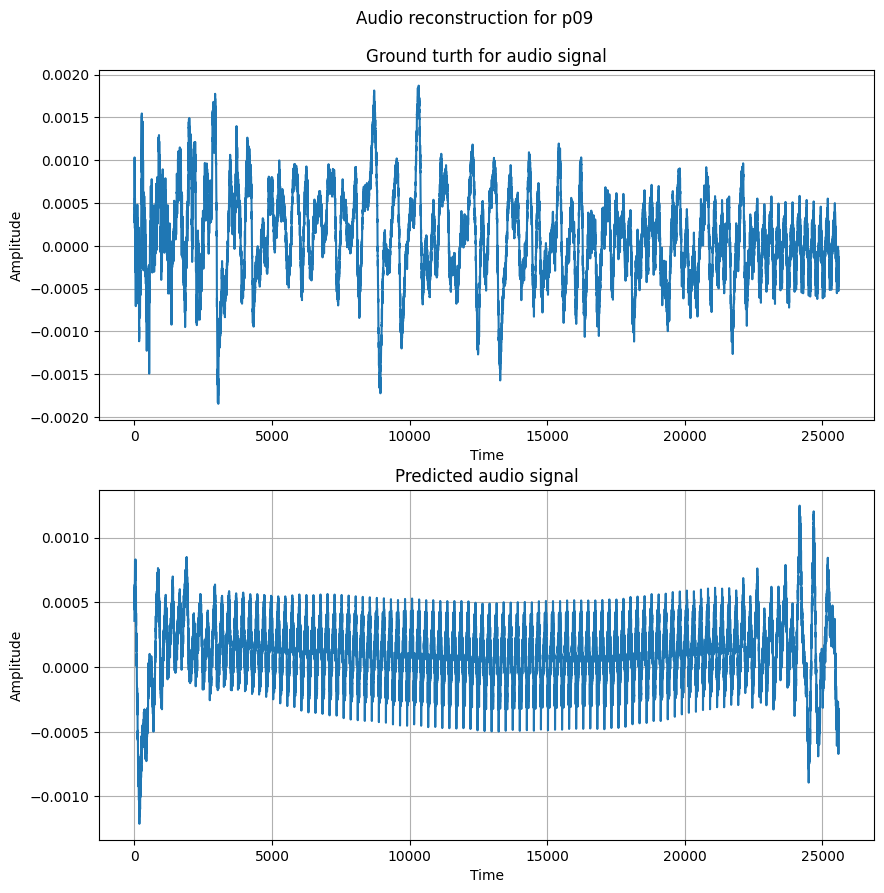 Audio reconstruction for p09
Ground turth for audio signal
0.0020
0.0015
0.0010
0.0005
0.0000
−0.0005
−0.0010
−0.0015
−0.0020
Amplitude
0 5000 10000 15000 20000 25000
Time
Predicted audio signal
0.0010
0.0005
0.0000
−0.0005
−0.0010
Amplitude
0 5000 10000 15000 20000 25000
Time